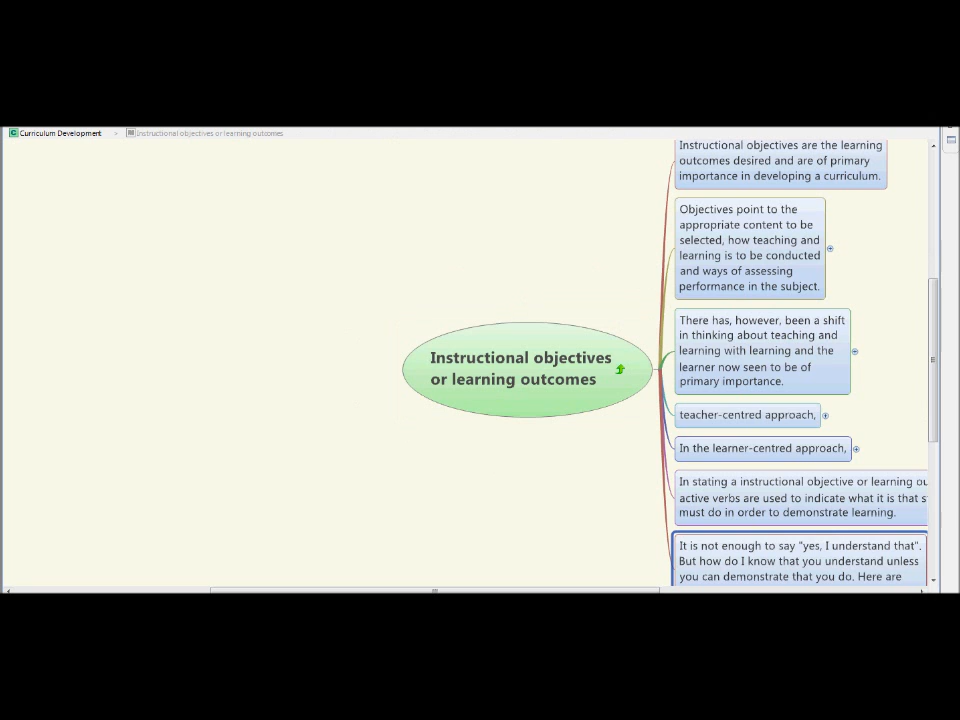 Curriculum Development > Instructional objectives or learning outcomes
Instructional objectives are the learning
outcomes desired and are of primary
importance in developing a curriculum.
Objectives point to the
appropriate content to be
selected, how teaching and
learning is to be conducted
and ways of assessing
performance in the subject.
There has, however, been a shift
in thinking about teaching and
learning with learning and the
learner now seen to be of
primary importance.
Instructional objectives
or learning outcomes
teacher-centred approach,
In the learner-centred approach,
In stating a instructional objective or learning
active verbs are used to indicate what it is that
must do in order to demonstrate learning.
It is not enough to say "yes, I understand that".
But how do I know that you understand unless
you can demonstrate that you do. Here are